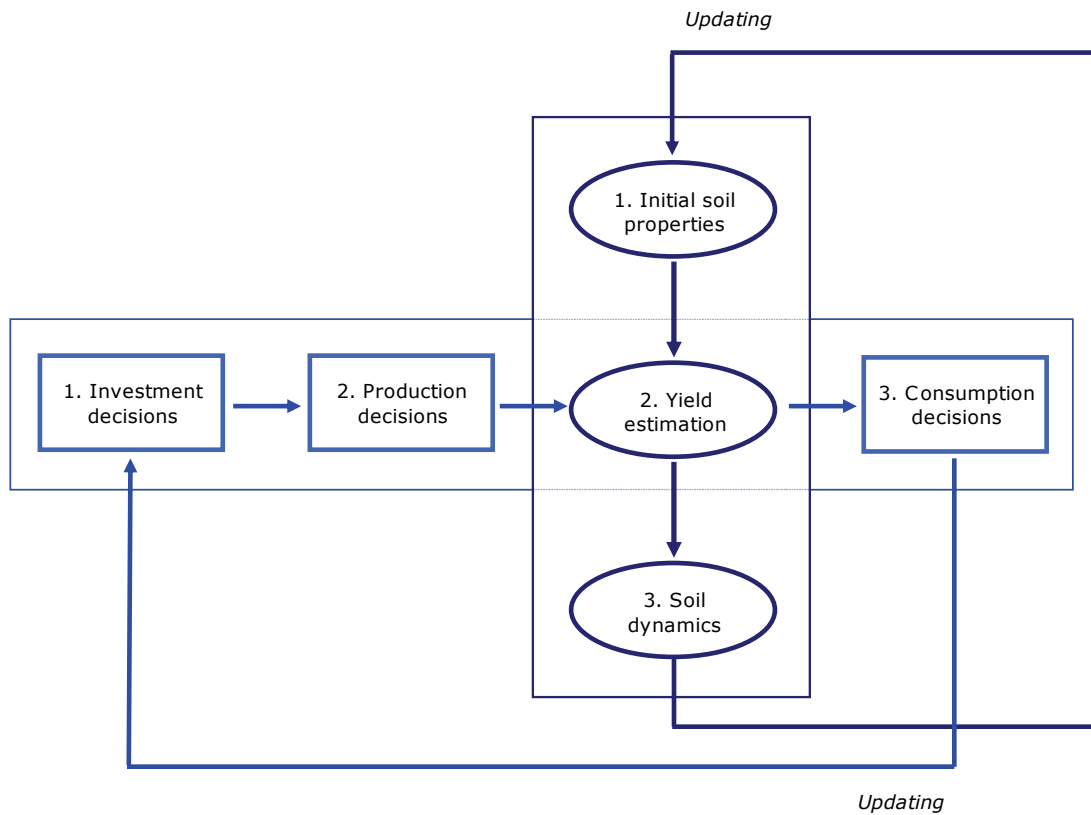 Updating
1. Initial soil
properties
1. Investment
decisions
2. Production
decisions
2. Yield
estimation
3. Consumption
decisions
3. Soil
dynamics
Updating